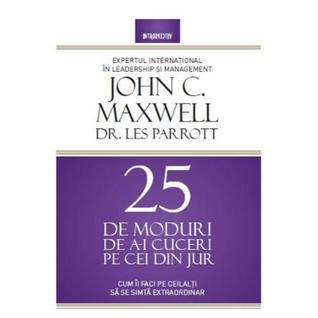 INTROSPECTIV
EXPERTUL INTERNAȚIONAL
ÎN LEADERSHIP ȘI MANAGEMENT
JOHN C.
MAXWELL
DR. LES PARROTT
25
DE MODURI
DE A-I CUCERI
PE CEI DIN JUR
CUM ÎI FACI PE CEILALȚI
SĂ SE SIMTĂ EXTRAORDINAR